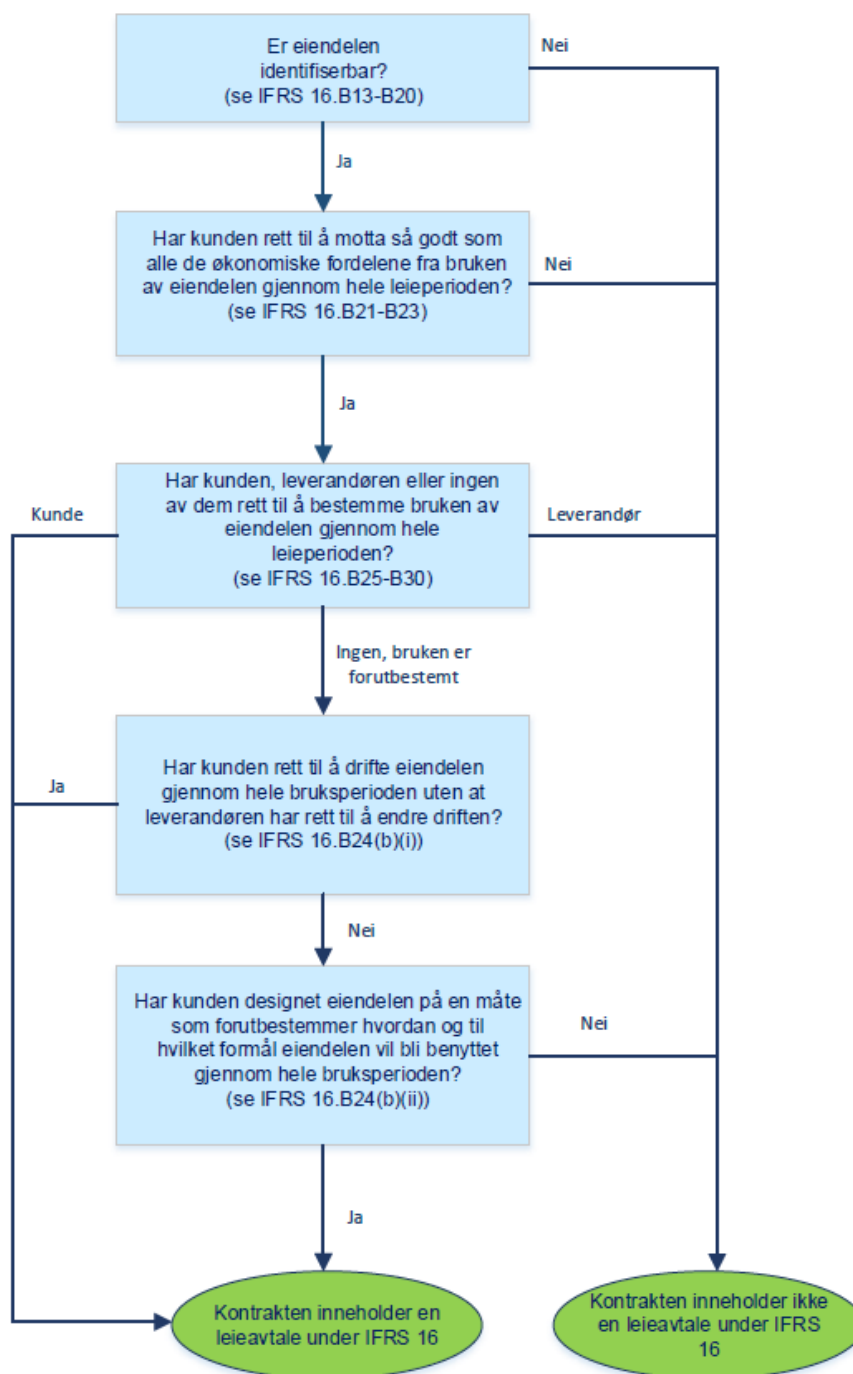 Er eiendelen
identifiserbar?
(se IFRS 16.B13-B20)
Nei
Ja
Har kunden rett til å motta så godt som
alle de økonomiske fordelene fra bruken
av eiendelen gjennom hele leieperioden?
(se IFRS 16.B21-B23)
Nei
Ja
Har kunden, leverandøren eller ingen
av dem rett til å bestemme bruken av
eiendelen gjennom hele
leieperioden?
(se IFRS 16.B25-B30)
Kunde
Leverandør
Ingen, bruken er
forutbestemt
Har kunden rett til å drifte eiendelen
gjennom hele bruksperioden uten at
leverandøren har rett til å endre driften?
(se IFRS 16.B24(b)(i))
Ja
Nei
Har kunden designet eiendelen på en måte
som forutbestemmer hvordan og til
hvilket formål eiendelen vil bli benyttet
gjennom hele bruksperioden?
(se IFRS 16.B24(b)(ii))
Nei
Ja
Kontrakten inneholder en
leieavtale under IFRS 16
Kontrakten inneholder ikke
en leieavtale under IFRS
16